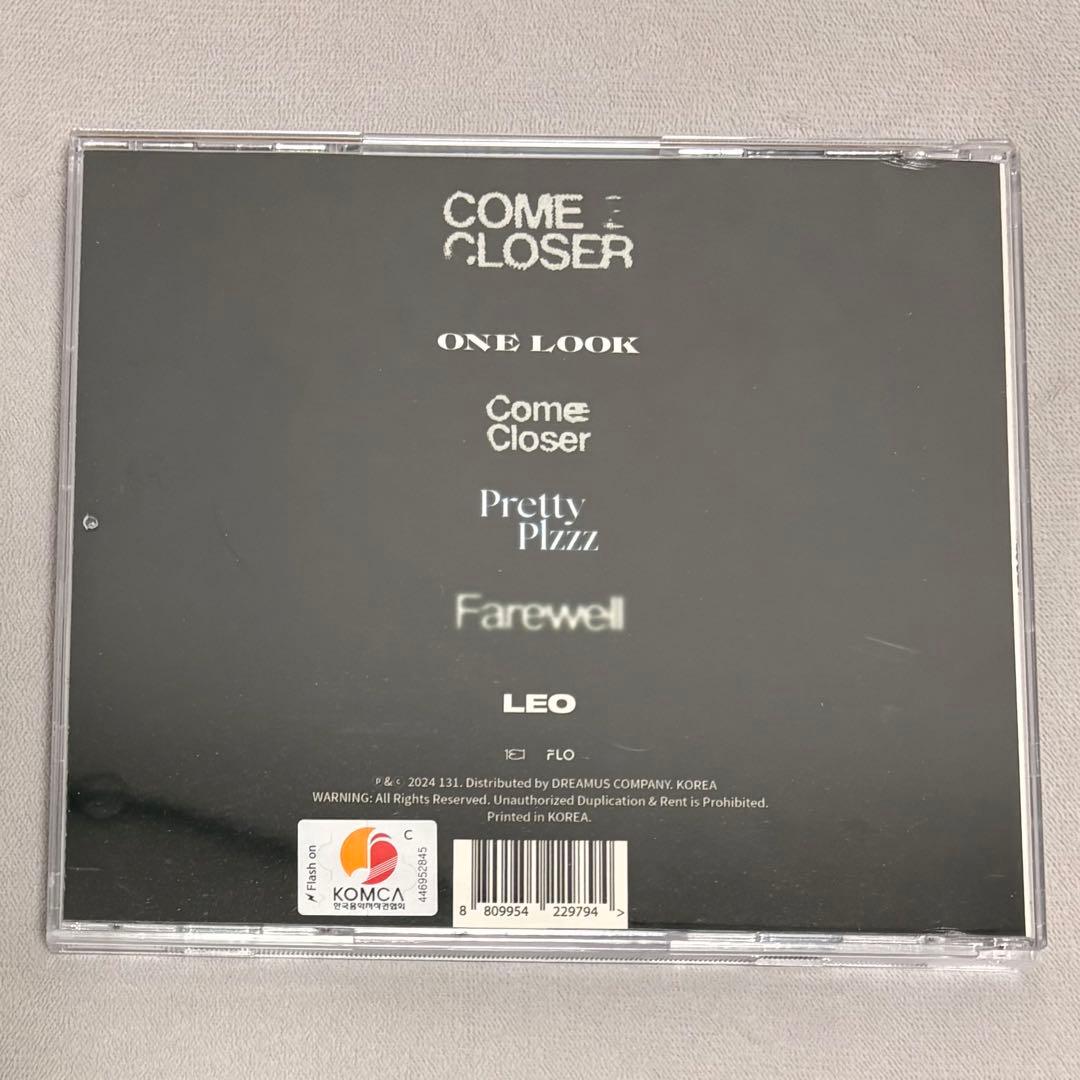 COME
CLOSER
ONE LOOK
Come
Closer
Pretty
Plzzz
Farewell
LEO
131 FLO
℗ & © 2024 131. Distributed by DREAMUS COMPANY. KOREA
WARNING: All Rights Reserved. Unauthorized Duplication & Rent is Prohibited.
Printed in KOREA.
Flash on
C
KOMCA
한국음악저작권협회
446952845
8 809954 229794 >